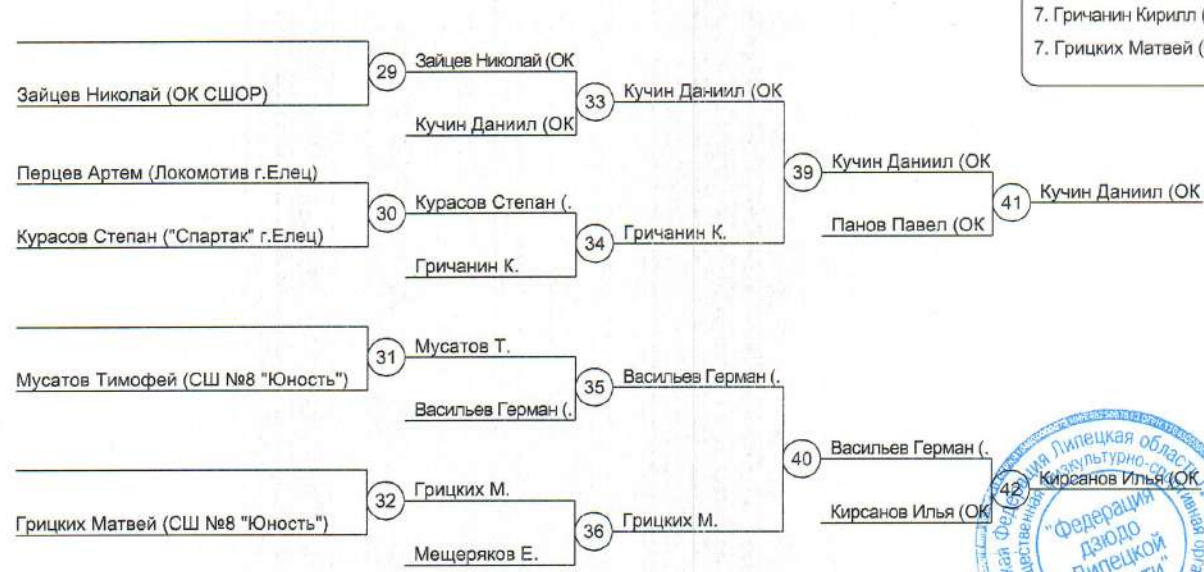 7. Гричанин Кирилл (
7. Грицких Матвей (
29
Зайцев Николай (ОК
Зайцев Николай (ОК СШОР)
33
Кучин Даниил (ОК
Кучин Даниил (ОК
Перцев Артем (Локомотив г.Елец)
39
Кучин Даниил (ОК
30
Курасов Степан (.
41
Кучин Даниил (ОК
Курасов Степан ("Спартак" г.Елец)
34
Гричанин К.
Панов Павел (ОК
Гричанин К.
31
Мусатов Т.
Мусатов Тимофей (СШ №8 "Юность")
35
Васильев Герман (.
Васильев Герман (.
40
Васильев Герман (.
32
Грицких М.
42
Кирсанов Илья (ОК
Грицких Матвей (СШ №8 "Юность")
36
Грицких М.
Кирсанов Илья (ОК
Мещеряков Е.
Липецкая область
"Федерация
дзюдо
Липецкой